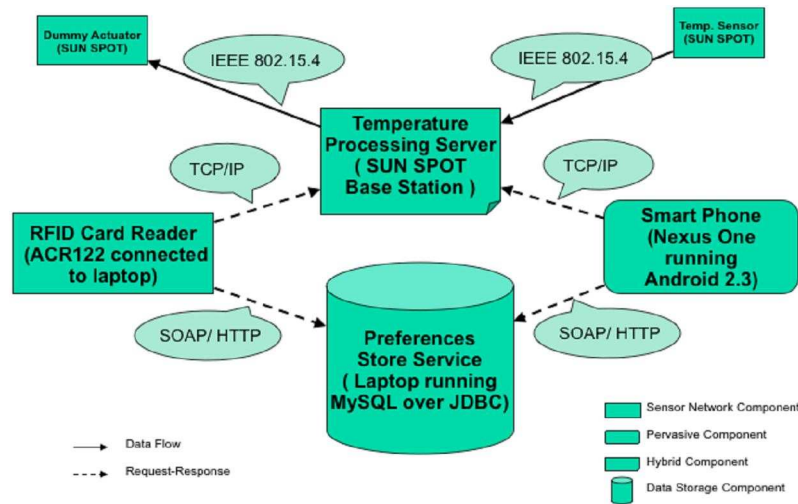 Dummy Actuator
(SUN SPOT)
IEEE 802.15.4
IEEE 802.15.4
Temp. Sensor
(SUN SPOT)
Temperature
Processing Server
( SUN SPOT
Base Station )
TCP/IP
TCP/IP
RFID Card Reader
(ACR122 connected
to laptop)
Smart Phone
(Nexus One
running
Android 2.3)
SOAP/ HTTP
SOAP/ HTTP
Preferences
Store Service
( Laptop running
MySQL over JDBC)
Data Flow
Request-Response
Sensor Network Component
Pervasive Component
Hybrid Component
Data Storage Component